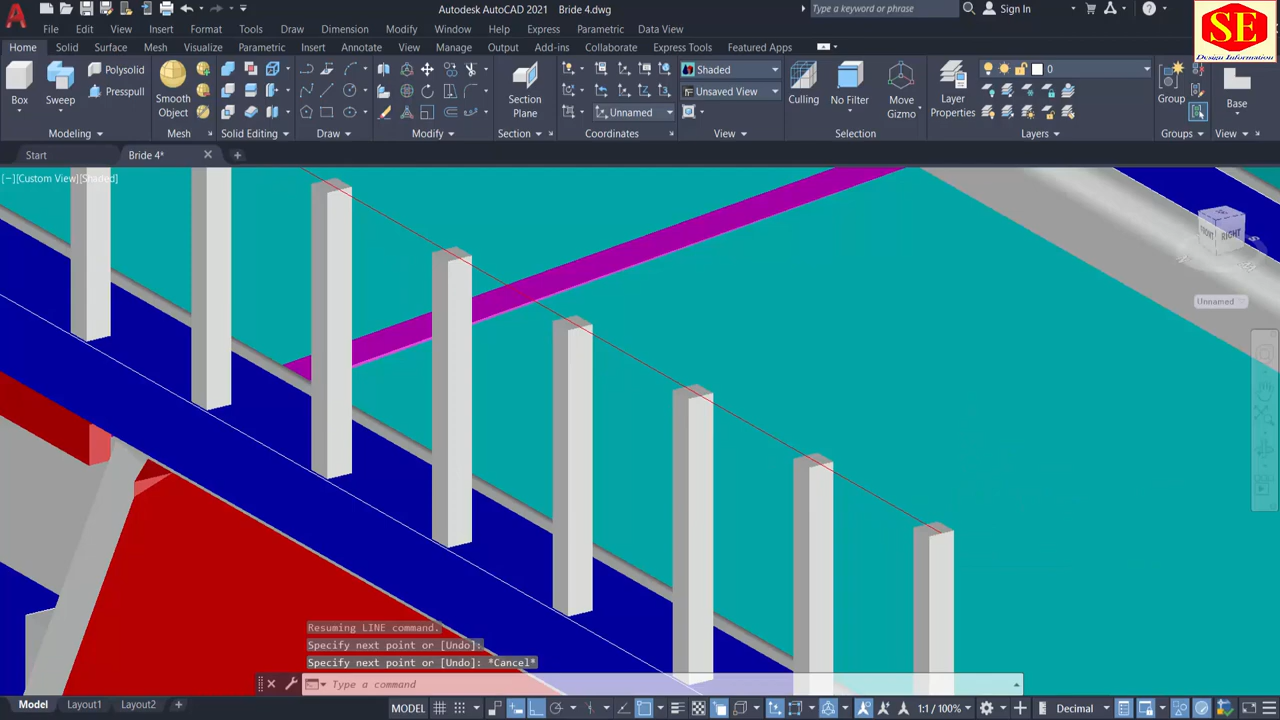 Autodesk AutoCAD 2021 Bride 4.dwg
Type a keyword or phrase
Sign In
SE
Design Information
File Edit View Insert Format Tools Draw Dimension Modify Window Help Express Parametric Data View
Home Solid Surface Mesh Visualize Parametric Insert Annotate View Manage Output Add-ins Collaborate Express Tools Featured Apps
Box
Sweep
Polysolid
Presspull
Smooth
Object
Section
Plane
Unnamed
Shaded
Unsaved View
Culling
No Filter
Move
Gizmo
Layer
Properties
0
Group
Base
Modeling Mesh Solid Editing Draw Modify Section Coordinates View Selection Layers Groups View
Start Bride 4*
[−][Custom View][Shaded]
RIGHT
Unnamed
Resuming LINE command.
Specify next point or [Undo]:
Specify next point or [Undo]: *Cancel*
Type a command
Model Layout1 Layout2
MODEL
1:1 / 100%
Decimal